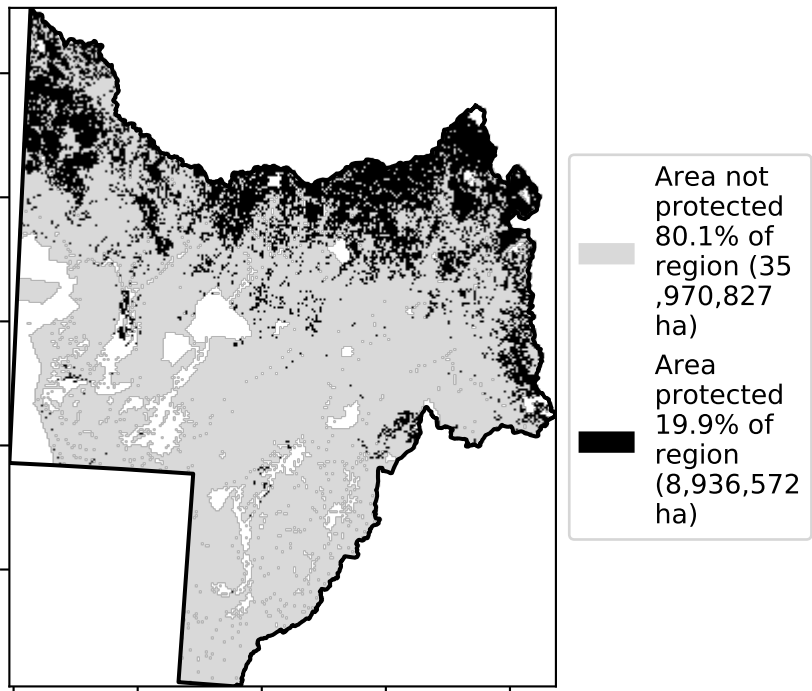 Area not
protected
80.1% of
region (35
,970,827
ha)
Area
protected
19.9% of
region
(8,936,572
ha)